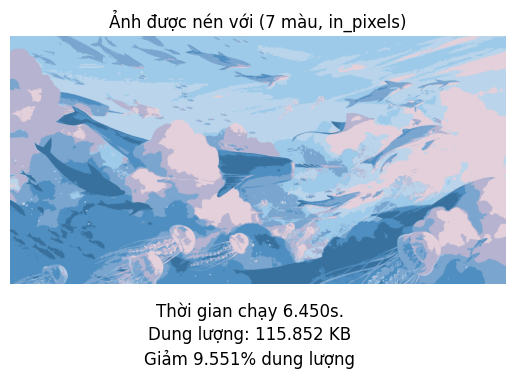 Ảnh được nén với (7 màu, in_pixels)
Thời gian chạy 6.450s.
Dung lượng: 115.852 KB
Giảm 9.551% dung lượng